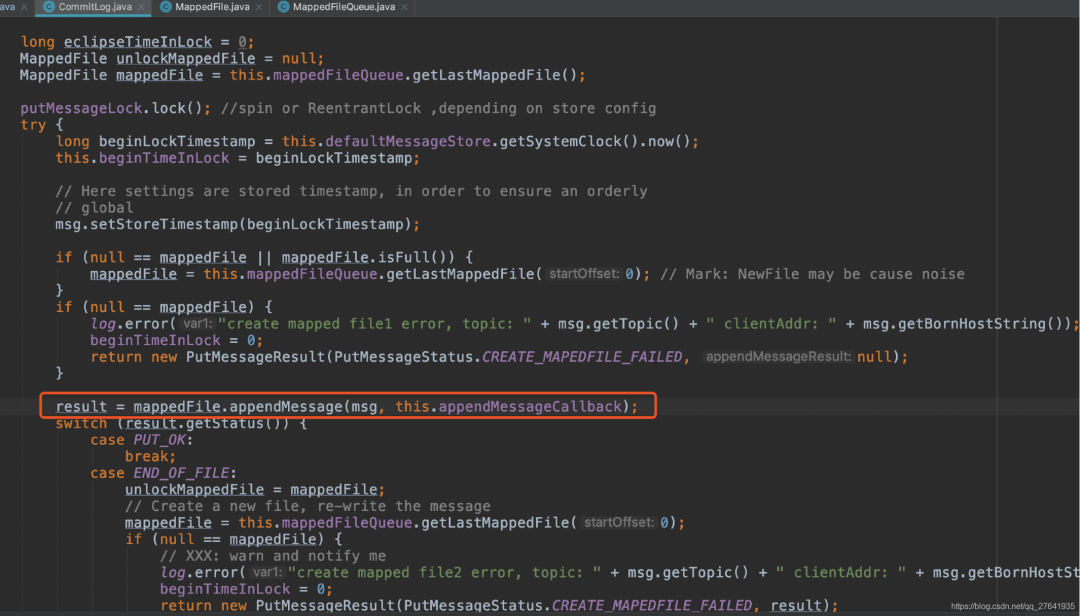 ava × CommitLog.java × MappedFile.java × MappedFileQueue.java ×
long eclipseTimeInLock = 0;
MappedFile unlockMappedFile = null;
MappedFile mappedFile = this.mappedFileQueue.getLastMappedFile();
putMessageLock.lock(); //spin or ReentrantLock ,depending on store config
try {
long beginLockTimestamp = this.defaultMessageStore.getSystemClock().now();
this.beginTimeInLock = beginLockTimestamp;
// Here settings are stored timestamp, in order to ensure an orderly
// global
msg.setStoreTimestamp(beginLockTimestamp);
if (null == mappedFile || mappedFile.isFull()) {
mappedFile = this.mappedFileQueue.getLastMappedFile( startOffset: 0); // Mark: NewFile may be cause noise
}
if (null == mappedFile) {
log.error( var1: "create mapped file1 error, topic: " + msg.getTopic() + " clientAddr: " + msg.getBornHostString());
beginTimeInLock = 0;
return new PutMessageResult(PutMessageStatus.CREATE_MAPEDFILE_FAILED, appendMessageResult: null);
}
result = mappedFile.appendMessage(msg, this.appendMessageCallback);
switch (result.getStatus()) {
case PUT_OK:
break;
case END_OF_FILE:
unlockMappedFile = mappedFile;
// Create a new file, re-write the message
mappedFile = this.mappedFileQueue.getLastMappedFile( startOffset: 0);
if (null == mappedFile) {
// XXX: warn and notify me
log.error( var1: "create mapped file2 error, topic: " + msg.getTopic() + " clientAddr: " + msg.getBornHostSt
beginTimeInLock = 0;
return new PutMessageResult(PutMessageStatus.CREATE_MAPEDFILE_FAILED, result);
https://blog.csdn.net/qq_27641935